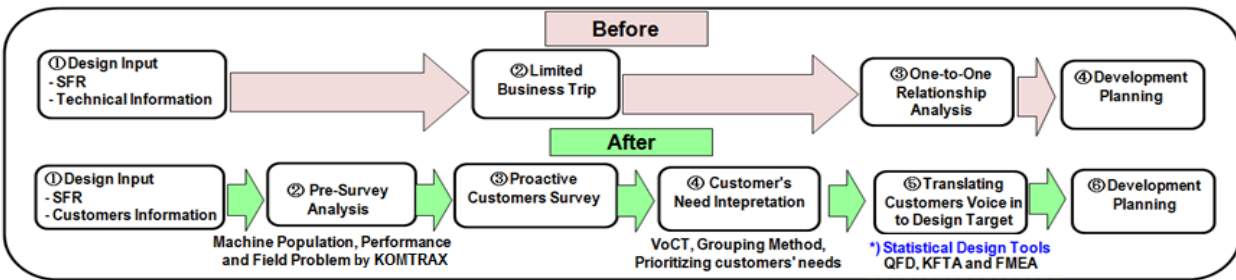 Before
①Design Input
- SFR
- Technical Information
②Limited
Business Trip
③One-to-One
Relationship
Analysis
④Development
Planning
After
①Design Input
- SFR
- Customers Information
② Pre-Survey
Analysis
Machine Population, Performance
and Field Problem by KOMTRAX
③Proactive
Customers Survey
④ Customer's
Need Intepretation
VoCT, Grouping Method,
Prioritizing customers' needs
⑤Translating
Customers Voice in
to Design Target
*) Statistical Design Tools
QFD, KFTA and FMEA
⑥Development
Planning